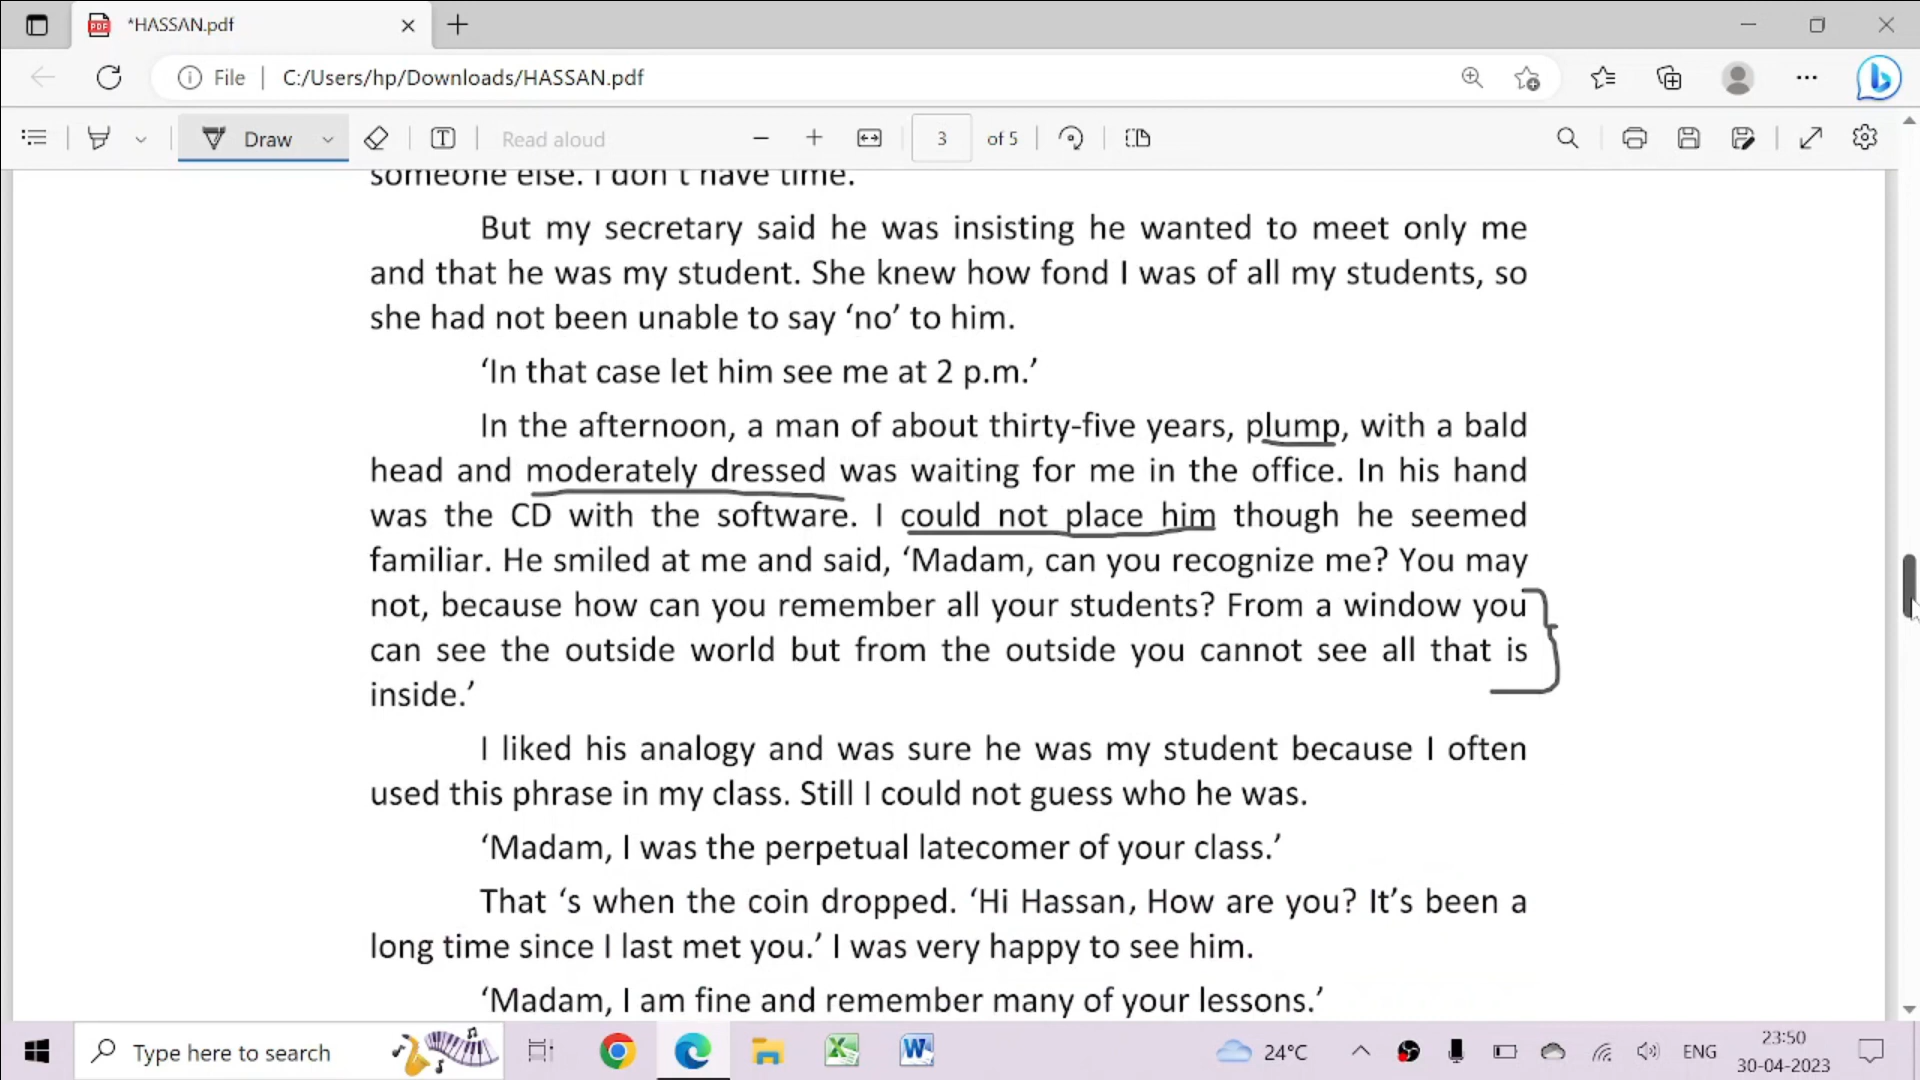 *HASSAN.pdf
File | C:/Users/hp/Downloads/HASSAN.pdf
Draw
Read aloud
3 of 5
someone else. I don't have time.
But my secretary said he was insisting he wanted to meet only me
and that he was my student. She knew how fond I was of all my students, so
she had not been unable to say ‘no’ to him.
‘In that case let him see me at 2 p.m.’
In the afternoon, a man of about thirty-five years, plump, with a bald
head and moderately dressed was waiting for me in the office. In his hand
was the CD with the software. I could not place him though he seemed
familiar. He smiled at me and said, ‘Madam, can you recognize me? You may
not, because how can you remember all your students? From a window you
can see the outside world but from the outside you cannot see all that is
inside.’
I liked his analogy and was sure he was my student because I often
used this phrase in my class. Still I could not guess who he was.
‘Madam, I was the perpetual latecomer of your class.’
That ‘s when the coin dropped. ‘Hi Hassan, How are you? It’s been a
long time since I last met you.’ I was very happy to see him.
‘Madam, I am fine and remember many of your lessons.’
Type here to search
24°C
ENG
23:50
30-04-2023